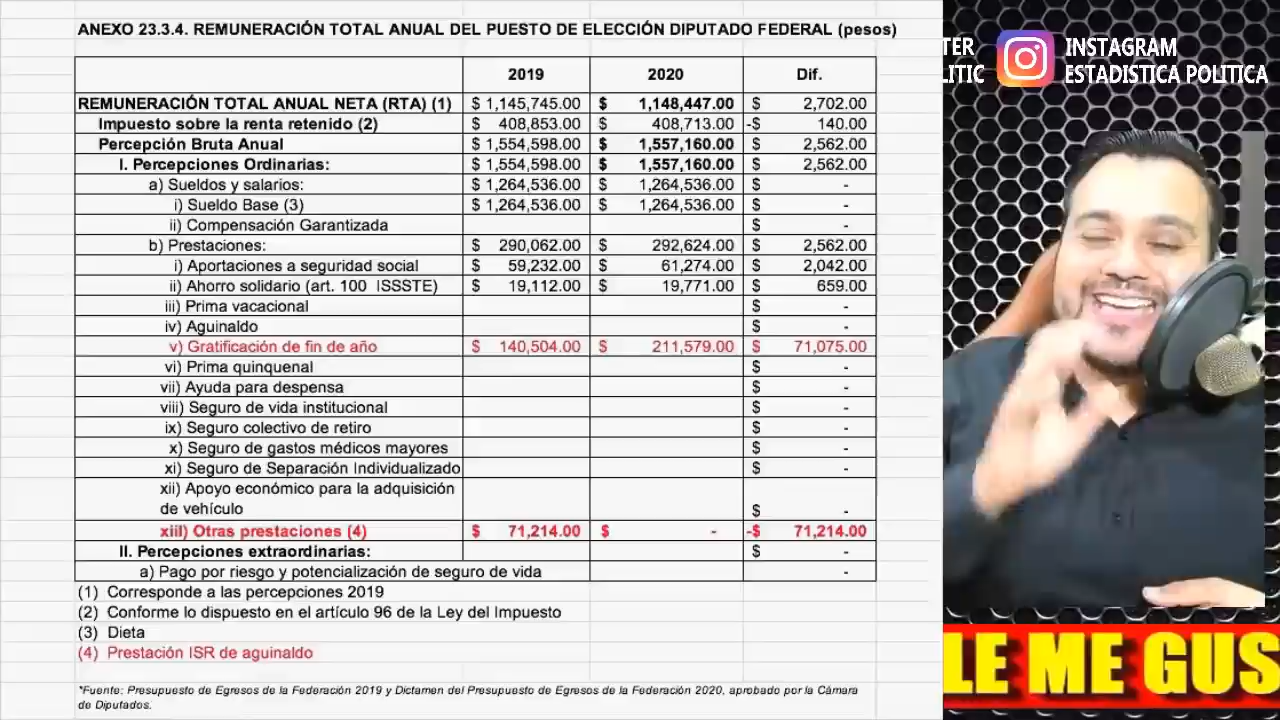 ANEXO 23.3.4. REMUNERACIÓN TOTAL ANUAL DEL PUESTO DE ELECCIÓN DIPUTADO FEDERAL (pesos)
2019 2020 Dif.
REMUNERACIÓN TOTAL ANUAL NETA (RTA) (1) $ 1,145,745.00 $ 1,148,447.00 $ 2,702.00
Impuesto sobre la renta retenido (2) $ 408,853.00 408,713.00 -$ 140.00
Percepción Bruta Anual $ 1,554,598.00 $ 1,557,160.00 $ 2,562.00
I. Percepciones Ordinarias: $ 1,554,598.00 $ 1,557,160.00 $ 2,562.00
a) Sueldos y salarios: $ 1,264,536.00 $ 1,264,536.00 $ -
i) Sueldo Base (3) $ 1,264,536.00 $ 1,264,536.00 $ -
ii) Compensación Garantizada $ -
b) Prestaciones: $ 290,062.00 $ 292,624.00 $ 2,562.00
i) Aportaciones a seguridad social $ 59,232.00 $ 61,274.00 $ 2,042.00
ii) Ahorro solidario (art. 100 ISSSTE) $ 19,112.00 $ 19,771.00 $ 659.00
iii) Prima vacacional $ -
iv) Aguinaldo $ -
v) Gratificación de fin de año $ 140,504.00 $ 211,579.00 $ 71,075.00
vi) Prima quinquenal $ -
vii) Ayuda para despensa $ -
viii) Seguro de vida institucional $ -
ix) Seguro colectivo de retiro $ -
x) Seguro de gastos médicos mayores $ -
xi) Seguro de Separación Individualizado $ -
xii) Apoyo económico para la adquisición
de vehículo $ -
xiil) Otras prestaciones (4) $ 71,214.00 $ - -$ 71,214.00
II. Percepciones extraordinarias: $ -
a) Pago por riesgo y potencialización de seguro de vida -
(1) Corresponde a las percepciones 2019
(2) Conforme lo dispuesto en el artículo 96 de la Ley del Impuesto
(3) Dieta
(4) Prestación ISR de aguinaldo
*Fuente: Presupuesto de Egresos de la Federación 2019 y Dictamen del Presupuesto de Egresos de la Federación 2020, aprobado por la Cámara
de Diputados.
TER INSTAGRAM
LITIC ESTADISTICA POLITICA
LE ME GUS